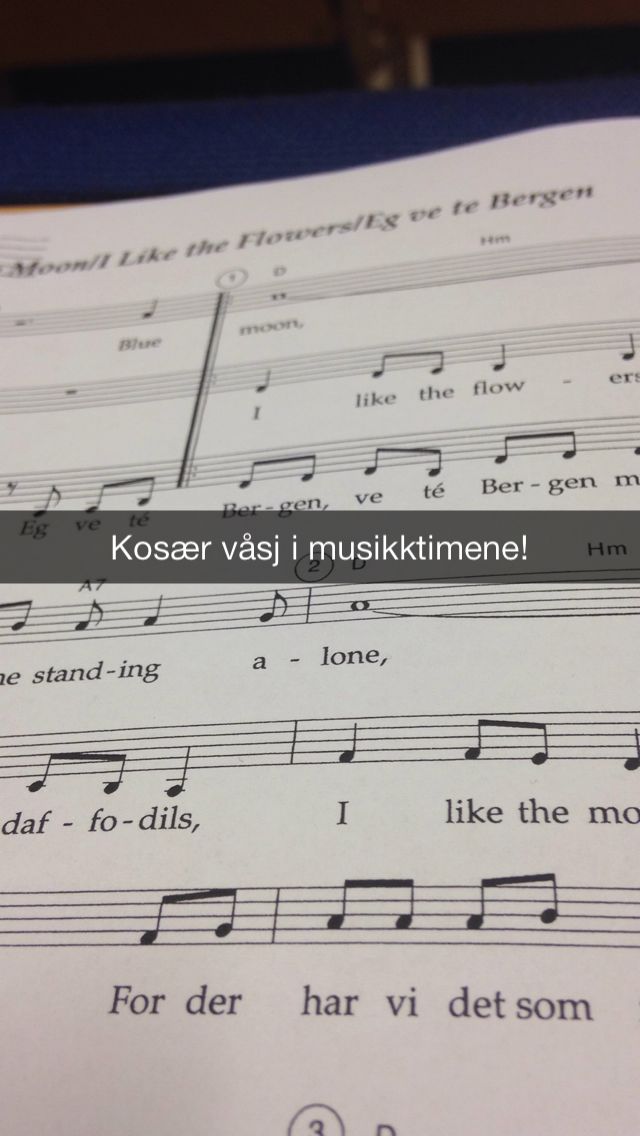 Moon/I Like the Flowers/Eg ve te Bergen
1 D Hm
Blue moon,
I like the flow - ers
Eg ve té Ber-gen, ve té Ber-gen m
Kosær våsj i musikktimene!
A7 2 D Hm
ne stand-ing a - lone,
daf - fo-dils, I like the mo
For der har vi det som
3 D